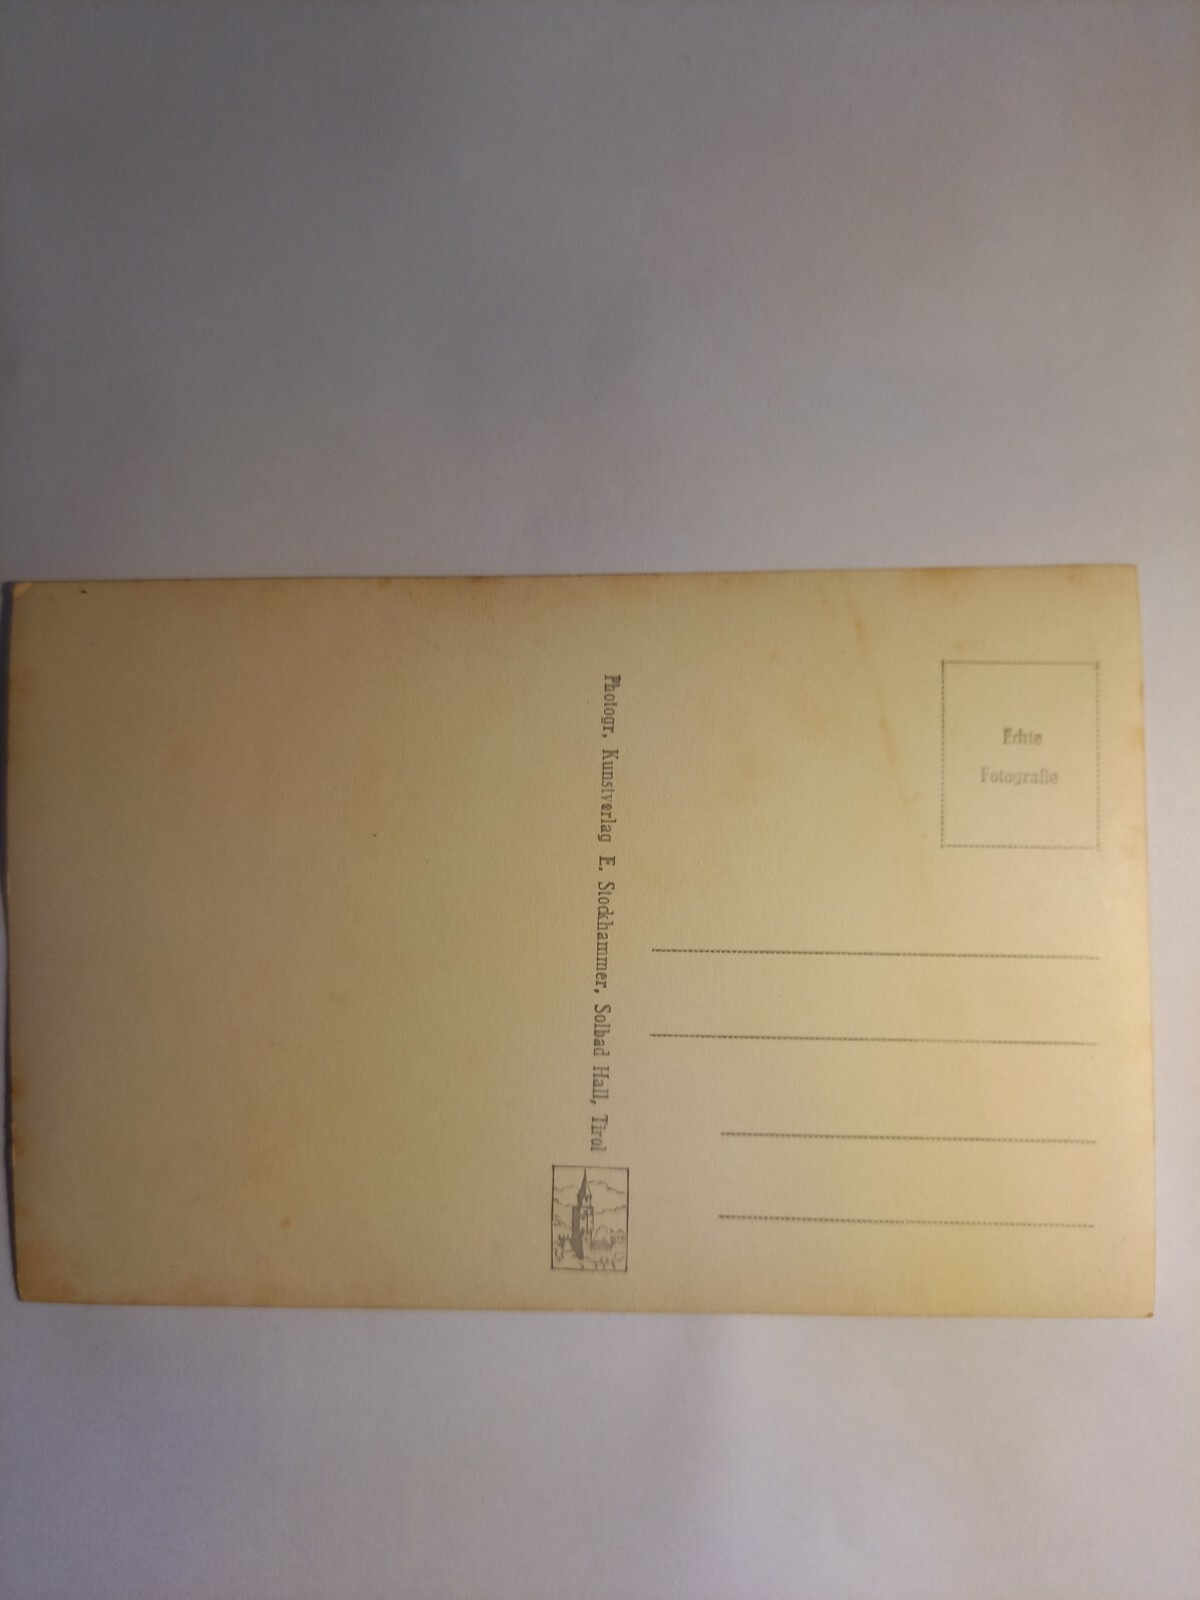 Echte
Fotografie
Photogr. Kunstverlag E. Stockhammer, Solbad Hall, Tirol